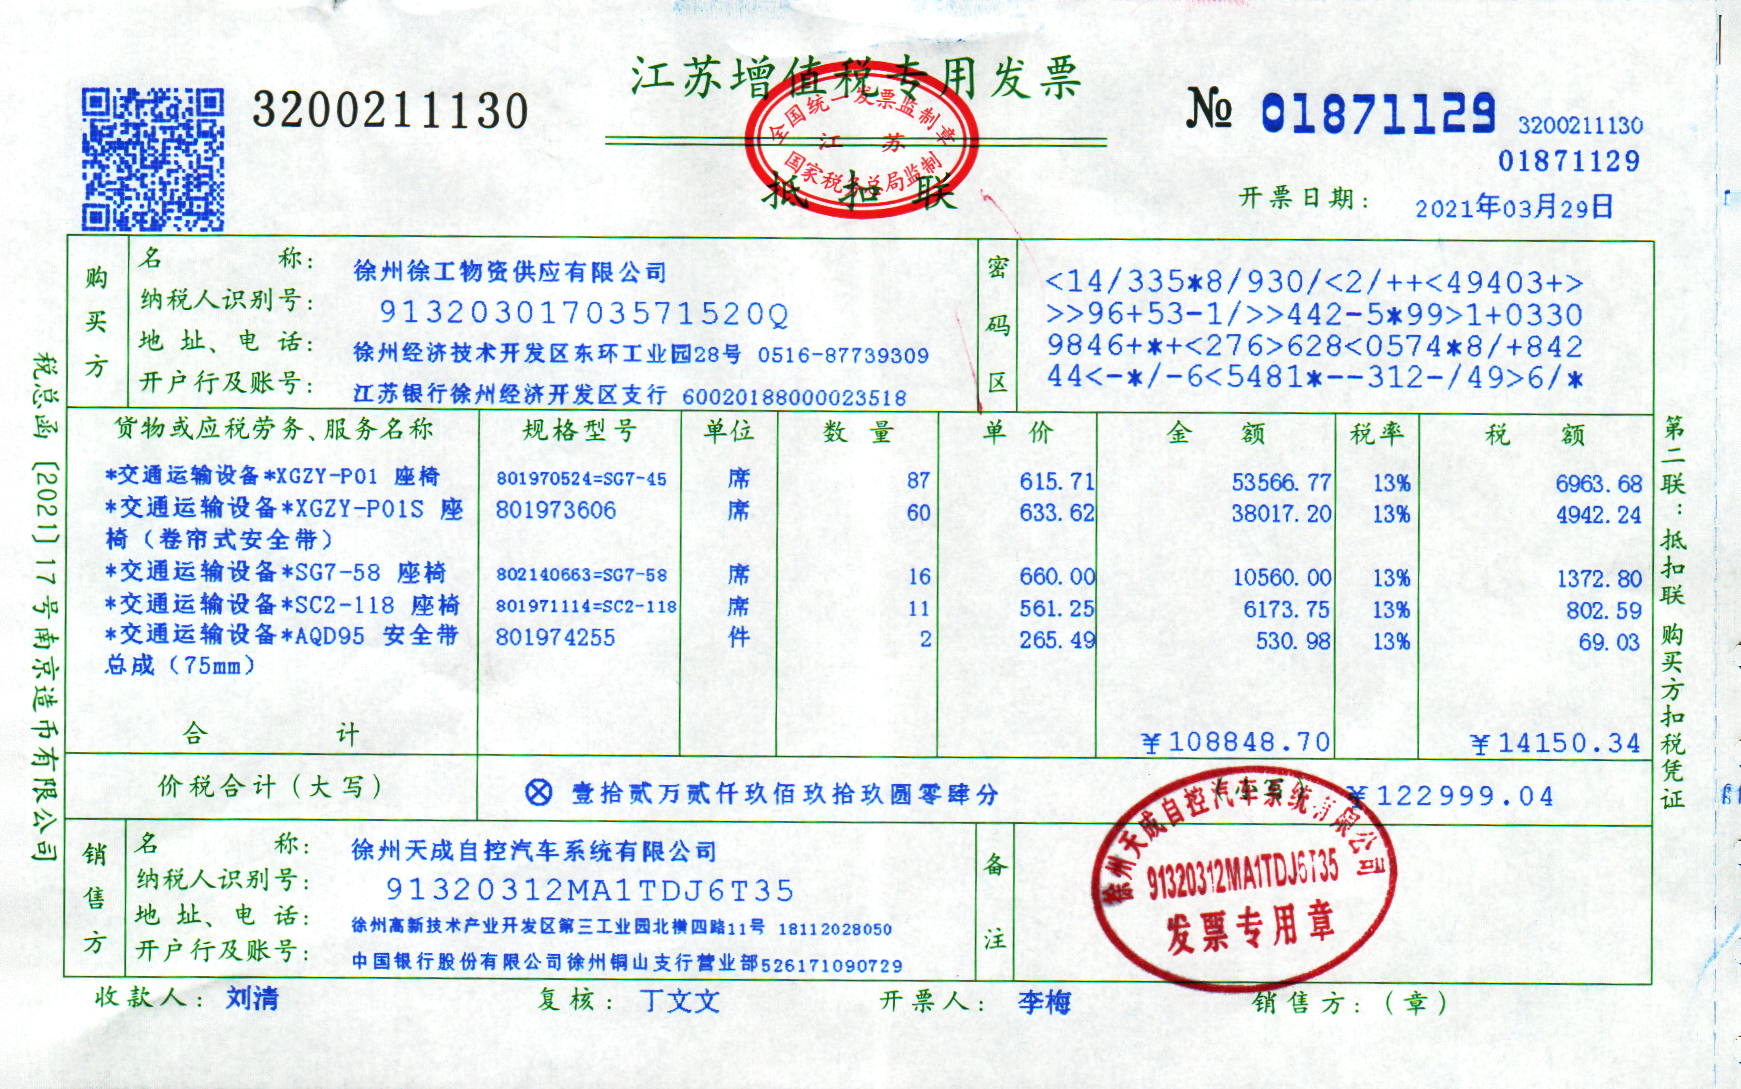 江苏增值税专用发票
3200211130
№ 01871129
3200211130
01871129
全国统一发票监制章
江 苏
国家税务总局监制
抵扣联
开票日期: 2021年03月29日
购买方
名 称: 徐州徐工物资供应有限公司
纳税人识别号: 91320301703571520Q
地 址、电 话: 徐州经济技术开发区东环工业园28号 0516-87739309
开户行及账号: 江苏银行徐州经济开发区支行 60020188000023518
密码区
<14/335*8/930/<2/++<49403+>
>>96+53-1/>>442-5*99>1+0330
9846+*+<276>628<0574*8/+842
44<-*/-6<5481*--312-/49>6/*
货物或应税劳务、服务名称 规格型号 单位 数 量 单 价 金 额 税率 税 额
*交通运输设备*XGZY-P01 座椅 801970524=SG7-45 席 87 615.71 53566.77 13% 6963.68
*交通运输设备*XGZY-P01S 座 801973606 席 60 633.62 38017.20 13% 4942.24
椅（卷帘式安全带）
*交通运输设备*SG7-58 座椅 802140663=SG7-58 席 16 660.00 10560.00 13% 1372.80
*交通运输设备*SC2-118 座椅 801971114=SC2-118 席 11 561.25 6173.75 13% 802.59
*交通运输设备*AQD95 安全带 801974255 件 2 265.49 530.98 13% 69.03
总成（75mm）
合 计 ￥108848.70 ￥14150.34
价税合计（大写） ⊗ 壹拾贰万贰仟玖佰玖拾玖圆零肆分 （小写） ￥122999.04
销售方
名 称: 徐州天成自控汽车系统有限公司
纳税人识别号: 91320312MA1TDJ6T35
地 址、电 话: 徐州高新技术产业开发区第三工业园北横四路11号 18112028050
开户行及账号: 中国银行股份有限公司徐州铜山支行营业部526171090729
备注
徐州天成自控汽车系统有限公司
91320312MA1TDJ6T35
发票专用章
收款人: 刘清 复核: 丁文文 开票人: 李梅 销售方:（章）
税总函〔2021〕17号南京造币有限公司
第二联：抵扣联 购买方扣税凭证